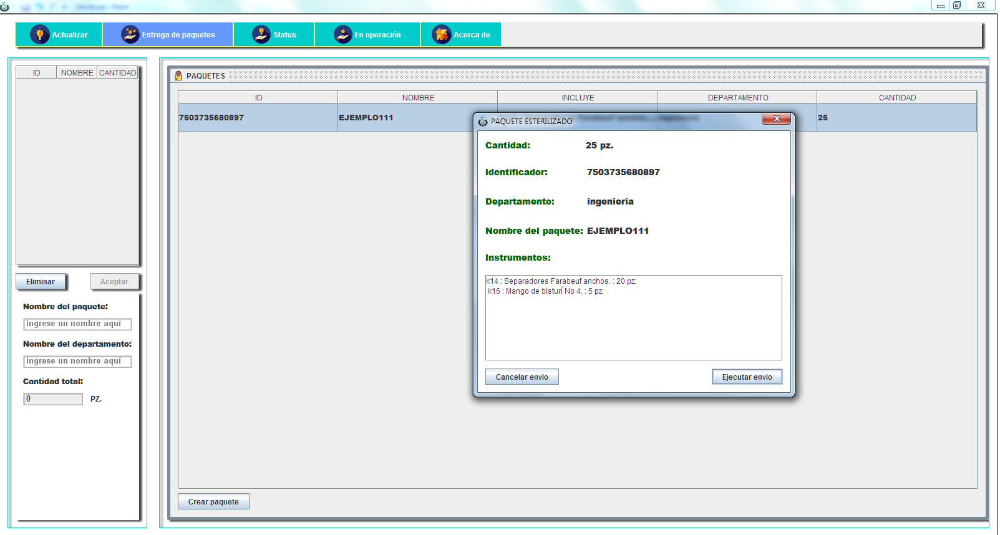 Actualizar Entrega de paquetes Status En operación Acerca de
ID NOMBRE CANTIDAD
Eliminar Aceptar
Nombre del paquete:
ingrese un nombre aquí
Nombre del departamento:
ingrese un nombre aquí
Cantidad total:
0 PZ.
PAQUETES
ID NOMBRE INCLUYE DEPARTAMENTO CANTIDAD
7503735680897 EJEMPLO111 25
PAQUETE ESTERILIZADO
Cantidad: 25 pz.
Identificador: 7503735680897
Departamento: ingenieria
Nombre del paquete: EJEMPLO111
Instrumentos:
k14 : Separadores Farabeuf anchos. : 20 pz:
k16 : Mango de bisturí No 4. : 5 pz:
Cancelar envio Ejecutar envio
Crear paquete